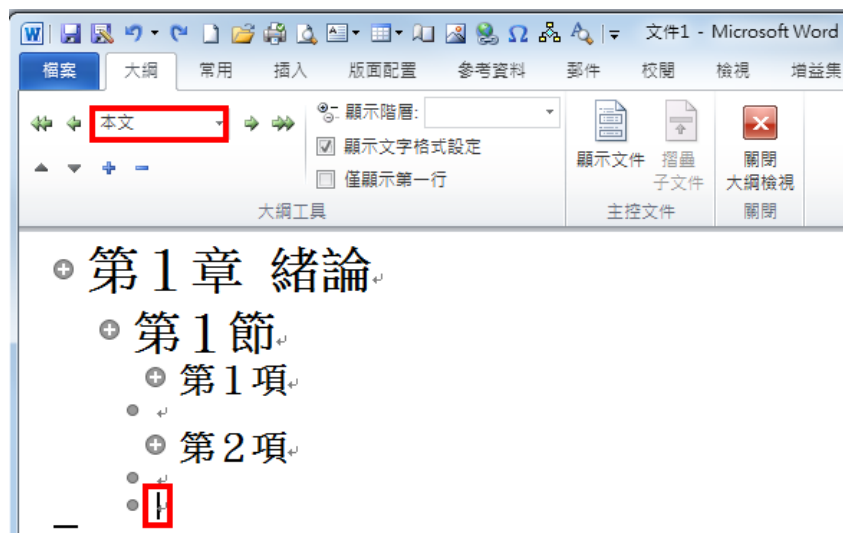 文件1 - Microsoft Word
檔案 大綱 常用 插入 版面配置 參考資料 郵件 校閱 檢視 增益集
本文
顯示階層:
顯示文字格式設定
僅顯示第一行
大綱工具
顯示文件
摺疊
子文件
主控文件
關閉
大綱檢視
關閉
第1章 緒論
第1節
第1項
第2項